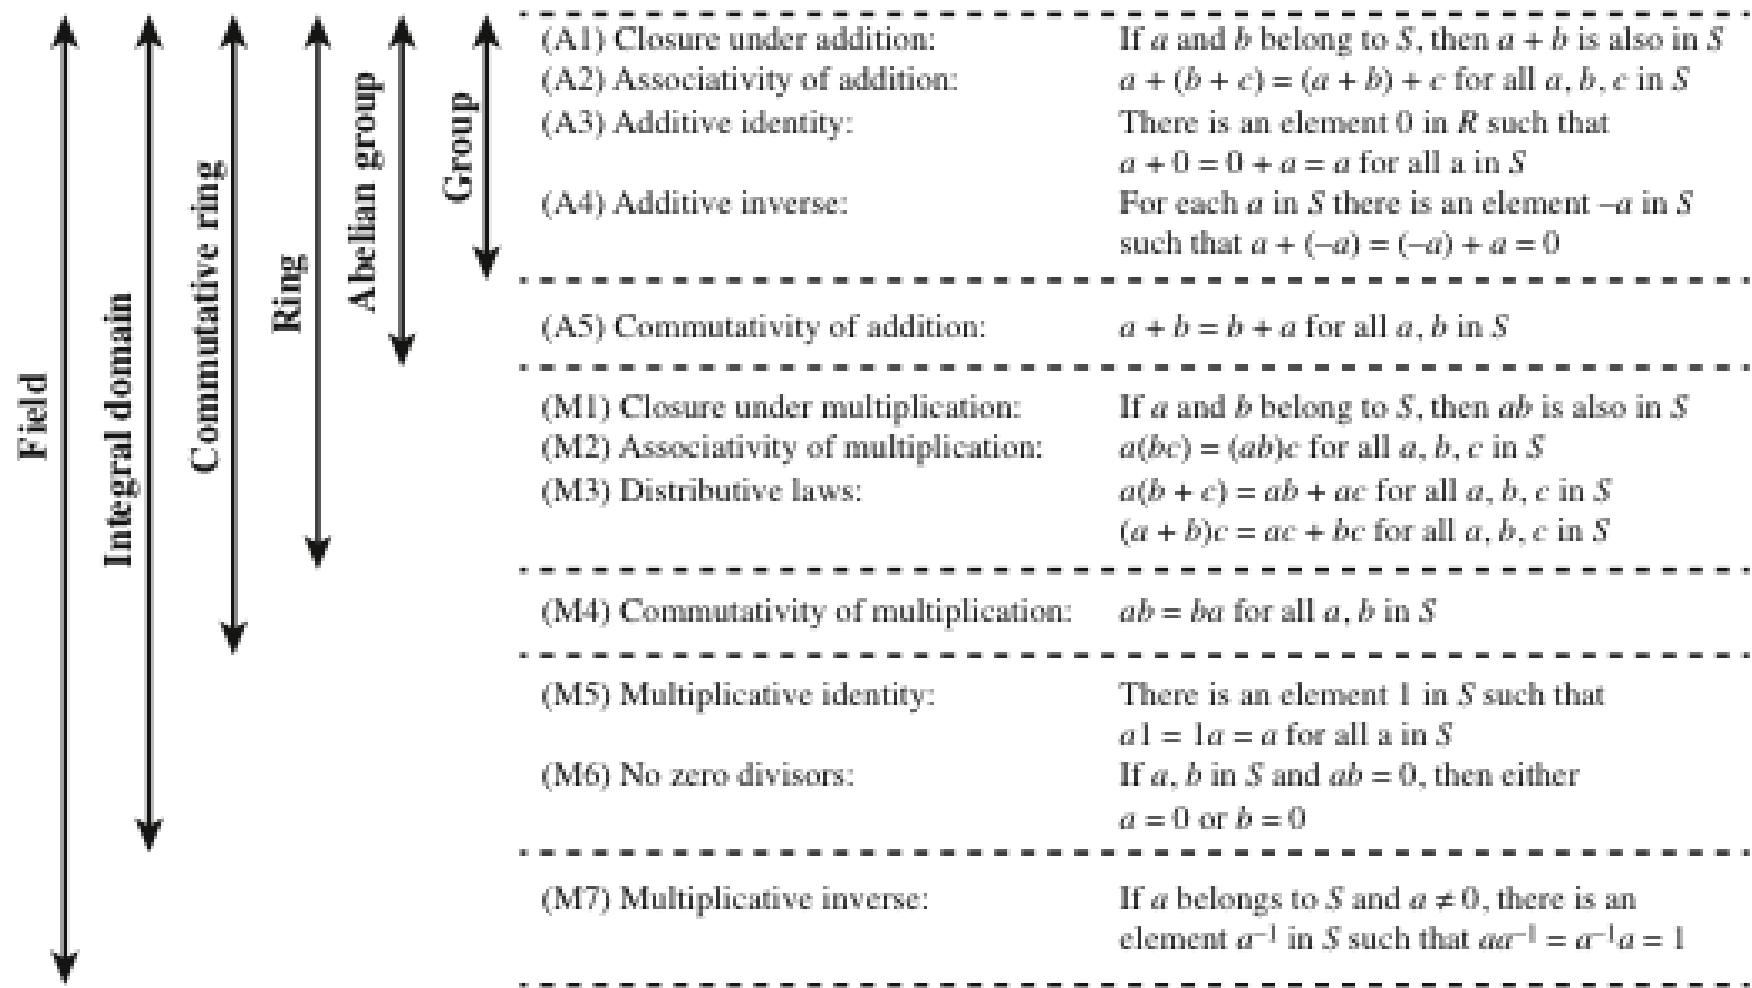 Field
Integral domain
Commutative ring
Ring
Abelian group
Group
(A1) Closure under addition: If a and b belong to S, then a + b is also in S
(A2) Associativity of addition: a + (b + c) = (a + b) + c for all a, b, c in S
(A3) Additive identity: There is an element 0 in R such that
a + 0 = 0 + a = a for all a in S
(A4) Additive inverse: For each a in S there is an element –a in S
such that a + (–a) = (–a) + a = 0
(A5) Commutativity of addition: a + b = b + a for all a, b in S
(M1) Closure under multiplication: If a and b belong to S, then ab is also in S
(M2) Associativity of multiplication: a(bc) = (ab)c for all a, b, c in S
(M3) Distributive laws: a(b + c) = ab + ac for all a, b, c in S
(a + b)c = ac + bc for all a, b, c in S
(M4) Commutativity of multiplication: ab = ba for all a, b in S
(M5) Multiplicative identity: There is an element 1 in S such that
a1 = 1a = a for all a in S
(M6) No zero divisors: If a, b in S and ab = 0, then either
a = 0 or b = 0
(M7) Multiplicative inverse: If a belongs to S and a ≠ 0, there is an
element a⁻¹ in S such that aa⁻¹ = a⁻¹a = 1